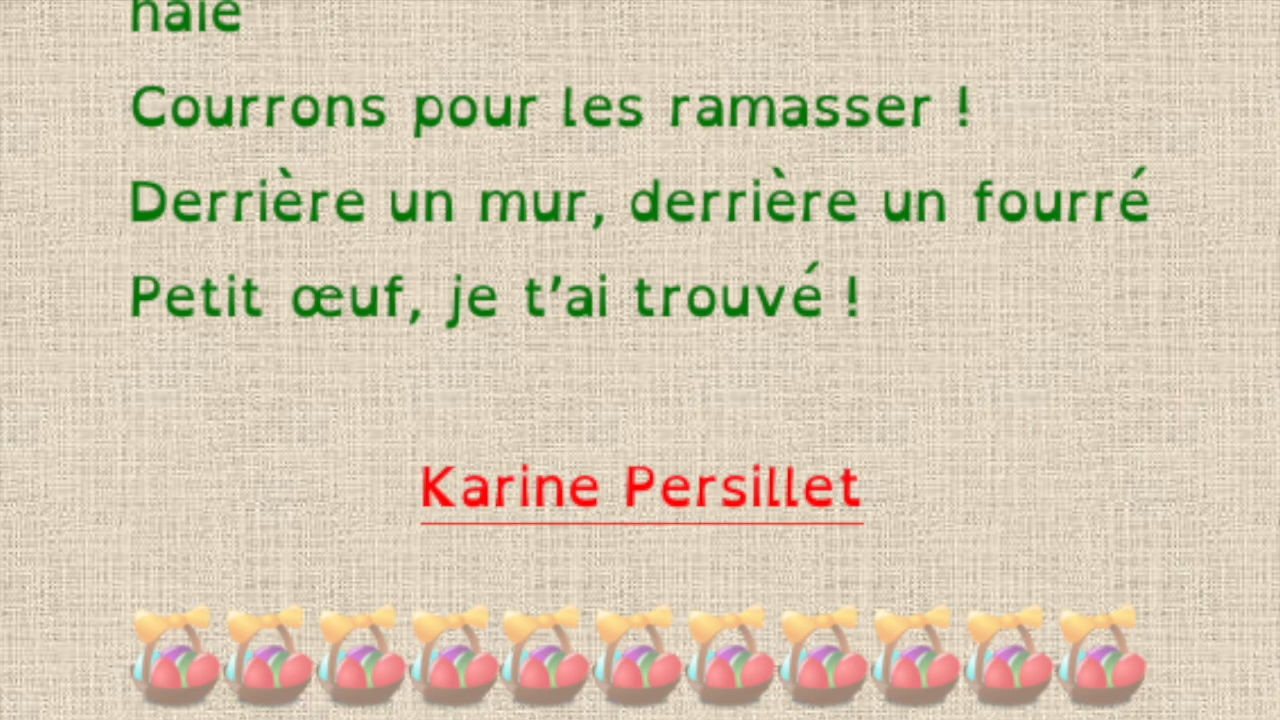 haie
Courrons pour les ramasser !
Derrière un mur, derrière un fourré
Petit œuf, je t’ai trouvé !
Karine Persillet